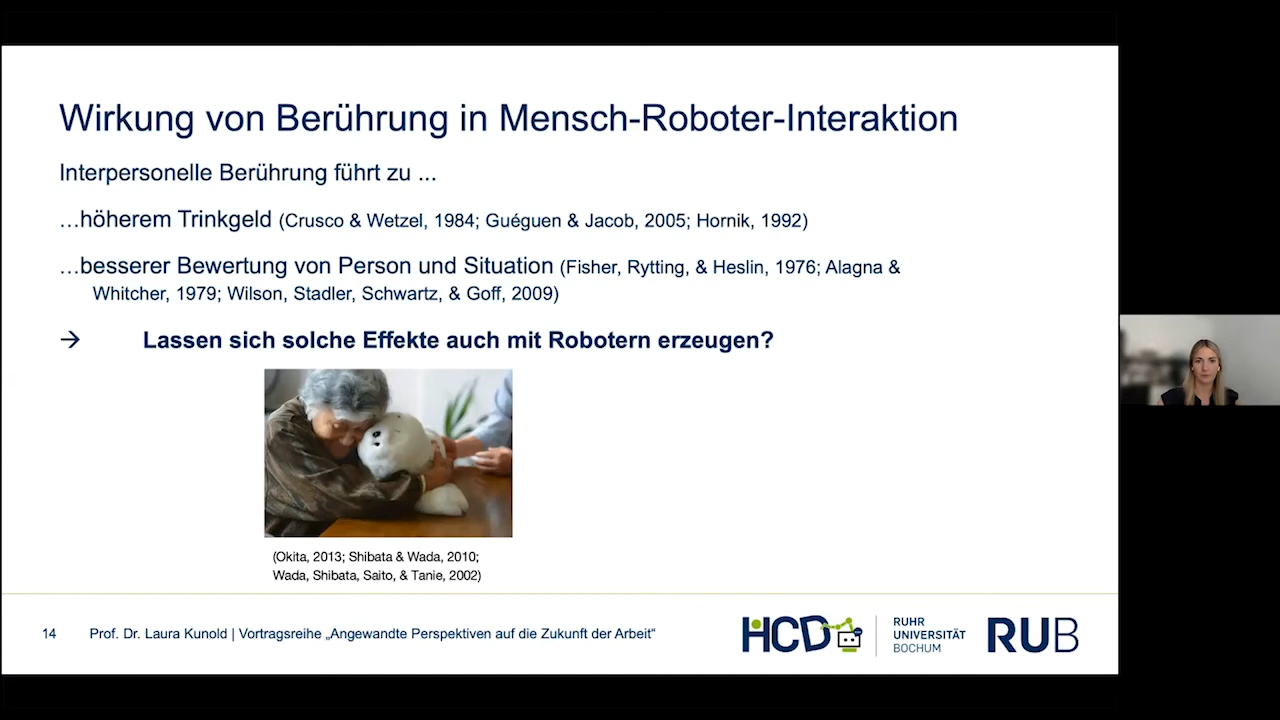 Wirkung von Berührung in Mensch-Roboter-Interaktion
Interpersonelle Berührung führt zu ...
…höherem Trinkgeld (Crusco & Wetzel, 1984; Guéguen & Jacob, 2005; Hornik, 1992)
…besserer Bewertung von Person und Situation (Fisher, Rytting, & Heslin, 1976; Alagna &
Whitcher, 1979; Wilson, Stadler, Schwartz, & Goff, 2009)
→ Lassen sich solche Effekte auch mit Robotern erzeugen?
(Okita, 2013; Shibata & Wada, 2010;
Wada, Shibata, Saito, & Tanie, 2002)
14 Prof. Dr. Laura Kunold | Vortragsreihe „Angewandte Perspektiven auf die Zukunft der Arbeit“
HCD
RUHR
UNIVERSITÄT
BOCHUM
RUB